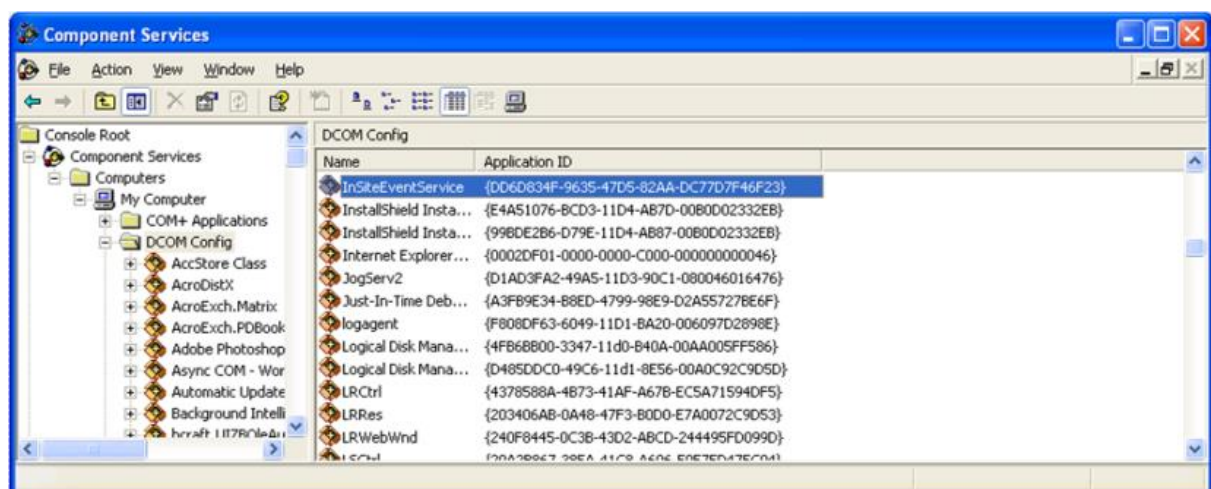 Component Services
File Action View Window Help
Console Root
Component Services
Computers
My Computer
COM+ Applications
DCOM Config
AccStore Class
AcroDistX
AcroExch.Matrix
AcroExch.PDBook
Adobe Photoshop
Async COM - Wor
Automatic Update
Background Intelli
DCOM Config
Name Application ID
InSiteEventService {DD6D834F-9635-47D5-82AA-DC77D7F46F23}
InstallShield Insta... {E4A51076-BCD3-11D4-AB7D-00B0D02332EB}
InstallShield Insta... {99BDE2B6-D79E-11D4-AB87-00B0D02332EB}
Internet Explorer... {0002DF01-0000-0000-C000-000000000046}
JogServ2 {D1AD3FA2-49A5-11D3-90C1-080046016476}
Just-In-Time Deb... {A3FB9E34-B8ED-4799-98E9-D2A55727BE6F}
logagent {F808DF63-6049-11D1-BA20-006097D2898E}
Logical Disk Mana... {4FB6BB00-3347-11d0-B40A-00AA005FF586}
Logical Disk Mana... {D485DDC0-49C6-11d1-8E56-00A0C92C9D5D}
LRCtrl {4378588A-4B73-41AF-A67B-EC5A71594DF5}
LRRes {203406AB-0A48-47F3-B0D0-E7A0072C9D53}
LRWebWnd {240F8445-0C3B-43D2-ABCD-244495FD099D}